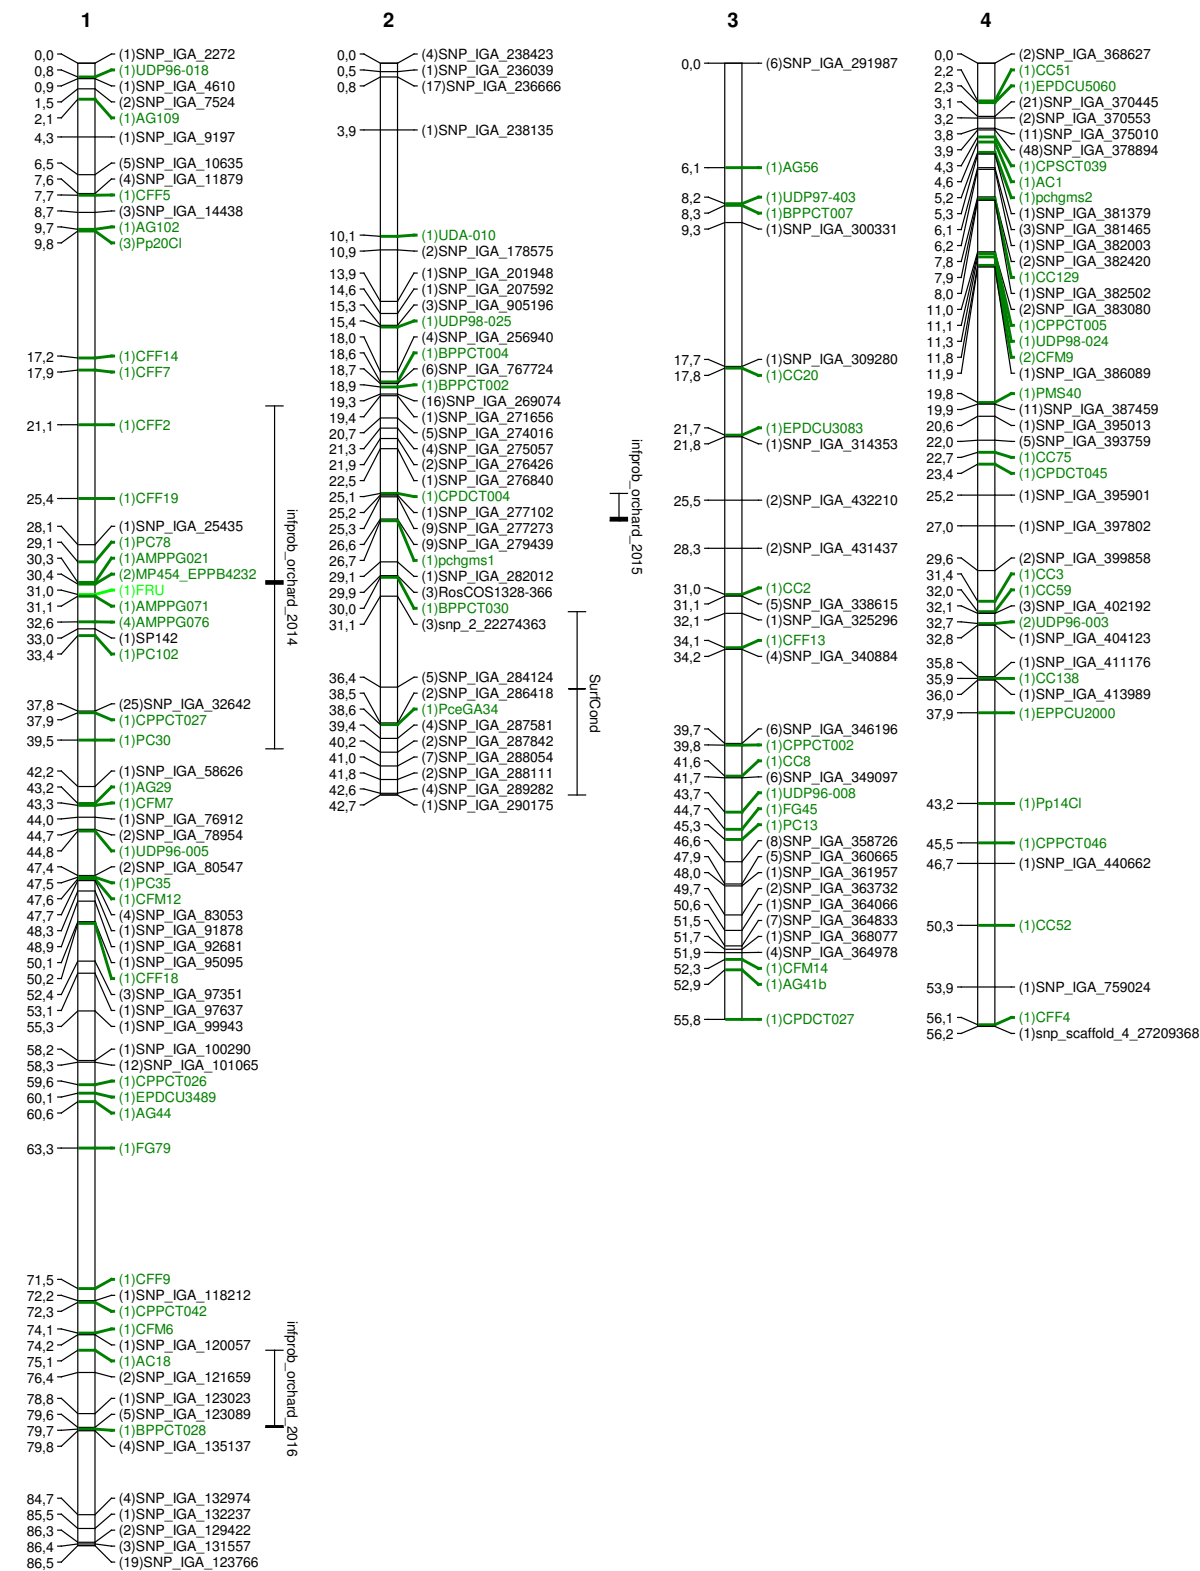 1
0,0 (1)SNP_IGA_2272
0,8 (1)UDP96-018
0,9 (1)SNP_IGA_4610
1,5 (2)SNP_IGA_7524
2,1 (1)AG109
4,3 (1)SNP_IGA_9197
6,5 (5)SNP_IGA_10635
7,6 (4)SNP_IGA_11879
7,7 (1)CFF5
8,7 (3)SNP_IGA_14438
9,7 (1)AG102
9,8 (3)Pp20Cl
17,2 (1)CFF14
17,9 (1)CFF7
21,1 (1)CFF2
25,4 (1)CFF19
28,1 (1)SNP_IGA_25435
29,1 (1)PC78
30,3 (1)AMPPG021
30,4 (2)MP454_EPPB4232
31,0 (1)FRU
31,1 (1)AMPPG071
32,6 (4)AMPPG076
33,0 (1)SP142
33,4 (1)PC102
37,8 (25)SNP_IGA_32642
37,9 (1)CPPCT027
39,5 (1)PC30
42,2 (1)SNP_IGA_58626
43,2 (1)AG29
43,3 (1)CFM7
44,0 (1)SNP_IGA_76912
44,7 (2)SNP_IGA_78954
44,8 (1)UDP96-005
47,4 (2)SNP_IGA_80547
47,5 (1)PC35
47,6 (1)CFM12
47,7 (4)SNP_IGA_83053
48,3 (1)SNP_IGA_91878
48,9 (1)SNP_IGA_92681
50,1 (1)SNP_IGA_95095
50,2 (1)CFF18
52,4 (3)SNP_IGA_97351
53,1 (1)SNP_IGA_97637
55,3 (1)SNP_IGA_99943
58,2 (1)SNP_IGA_100290
58,3 (12)SNP_IGA_101065
59,6 (1)CPPCT026
60,1 (1)EPDCU3489
60,6 (1)AG44
63,3 (1)FG79
71,5 (1)CFF9
72,2 (1)SNP_IGA_118212
72,3 (1)CPPCT042
74,1 (1)CFM6
74,2 (1)SNP_IGA_120057
75,1 (1)AC18
76,4 (2)SNP_IGA_121659
78,8 (1)SNP_IGA_123023
79,6 (5)SNP_IGA_123089
79,7 (1)BPPCT028
79,8 (4)SNP_IGA_135137
84,7 (4)SNP_IGA_132974
85,5 (1)SNP_IGA_132237
86,3 (2)SNP_IGA_129422
86,4 (3)SNP_IGA_131557
86,5 (19)SNP_IGA_123766
infprob_orchard_2014
infprob_orchard_2016
2
0,0 (4)SNP_IGA_238423
0,5 (1)SNP_IGA_236039
0,8 (17)SNP_IGA_236666
3,9 (1)SNP_IGA_238135
10,1 (1)UDA-010
10,9 (2)SNP_IGA_178575
13,9 (1)SNP_IGA_201948
14,6 (1)SNP_IGA_207592
15,3 (3)SNP_IGA_905196
15,4 (1)UDP98-025
18,0 (4)SNP_IGA_256940
18,6 (1)BPPCT004
18,7 (6)SNP_IGA_767724
18,9 (1)BPPCT002
19,3 (16)SNP_IGA_269074
19,4 (1)SNP_IGA_271656
20,7 (5)SNP_IGA_274016
21,3 (4)SNP_IGA_275057
21,9 (2)SNP_IGA_276426
22,5 (1)SNP_IGA_276840
25,1 (1)CPDCT004
25,2 (1)SNP_IGA_277102
25,3 (9)SNP_IGA_277273
26,6 (9)SNP_IGA_279439
26,7 (1)pchgms1
29,1 (1)SNP_IGA_282012
29,9 (3)RosCOS1328-366
30,0 (1)BPPCT030
31,1 (3)snp_2_22274363
36,4 (5)SNP_IGA_284124
38,5 (2)SNP_IGA_286418
38,6 (1)PceGA34
39,4 (4)SNP_IGA_287581
40,2 (2)SNP_IGA_287842
41,0 (7)SNP_IGA_288054
41,8 (2)SNP_IGA_288111
42,6 (4)SNP_IGA_289282
42,7 (1)SNP_IGA_290175
infprob_orchard_2015
SurfCond
3
0,0 (6)SNP_IGA_291987
6,1 (1)AG56
8,2 (1)UDP97-403
8,3 (1)BPPCT007
9,3 (1)SNP_IGA_300331
17,7 (1)SNP_IGA_309280
17,8 (1)CC20
21,7 (1)EPDCU3083
21,8 (1)SNP_IGA_314353
25,5 (2)SNP_IGA_432210
28,3 (2)SNP_IGA_431437
31,0 (1)CC2
31,1 (5)SNP_IGA_338615
32,1 (1)SNP_IGA_325296
34,1 (1)CFF13
34,2 (4)SNP_IGA_340884
39,7 (6)SNP_IGA_346196
39,8 (1)CPPCT002
41,6 (1)CC8
41,7 (6)SNP_IGA_349097
43,7 (1)UDP96-008
44,7 (1)FG45
45,3 (1)PC13
46,6 (8)SNP_IGA_358726
47,9 (5)SNP_IGA_360665
48,0 (1)SNP_IGA_361957
49,7 (2)SNP_IGA_363732
50,6 (1)SNP_IGA_364066
51,5 (7)SNP_IGA_364833
51,7 (1)SNP_IGA_368077
51,9 (4)SNP_IGA_364978
52,3 (1)CFM14
52,9 (1)AG41b
55,8 (1)CPDCT027
4
0,0 (2)SNP_IGA_368627
2,2 (1)CC51
2,3 (1)EPDCU5060
3,1 (21)SNP_IGA_370445
3,2 (2)SNP_IGA_370553
3,8 (11)SNP_IGA_375010
3,9 (48)SNP_IGA_378894
4,3 (1)CPSCT039
4,6 (1)AC1
5,2 (1)pchgms2
5,3 (1)SNP_IGA_381379
6,1 (3)SNP_IGA_381465
6,2 (1)SNP_IGA_382003
7,8 (2)SNP_IGA_382420
7,9 (1)CC129
8,0 (1)SNP_IGA_382502
11,0 (2)SNP_IGA_383080
11,1 (1)CPPCT005
11,3 (1)UDP98-024
11,8 (2)CFM9
11,9 (1)SNP_IGA_386089
19,8 (1)PMS40
19,9 (11)SNP_IGA_387459
20,6 (1)SNP_IGA_395013
22,0 (5)SNP_IGA_393759
22,7 (1)CC75
23,4 (1)CPDCT045
25,2 (1)SNP_IGA_395901
27,0 (1)SNP_IGA_397802
29,6 (2)SNP_IGA_399858
31,4 (1)CC3
32,0 (1)CC59
32,1 (3)SNP_IGA_402192
32,7 (2)UDP96-003
32,8 (1)SNP_IGA_404123
35,8 (1)SNP_IGA_411176
35,9 (1)CC138
36,0 (1)SNP_IGA_413989
37,9 (1)EPPCU2000
43,2 (1)Pp14Cl
45,5 (1)CPPCT046
46,7 (1)SNP_IGA_440662
50,3 (1)CC52
53,9 (1)SNP_IGA_759024
56,1 (1)CFF4
56,2 (1)snp_scaffold_4_27209368